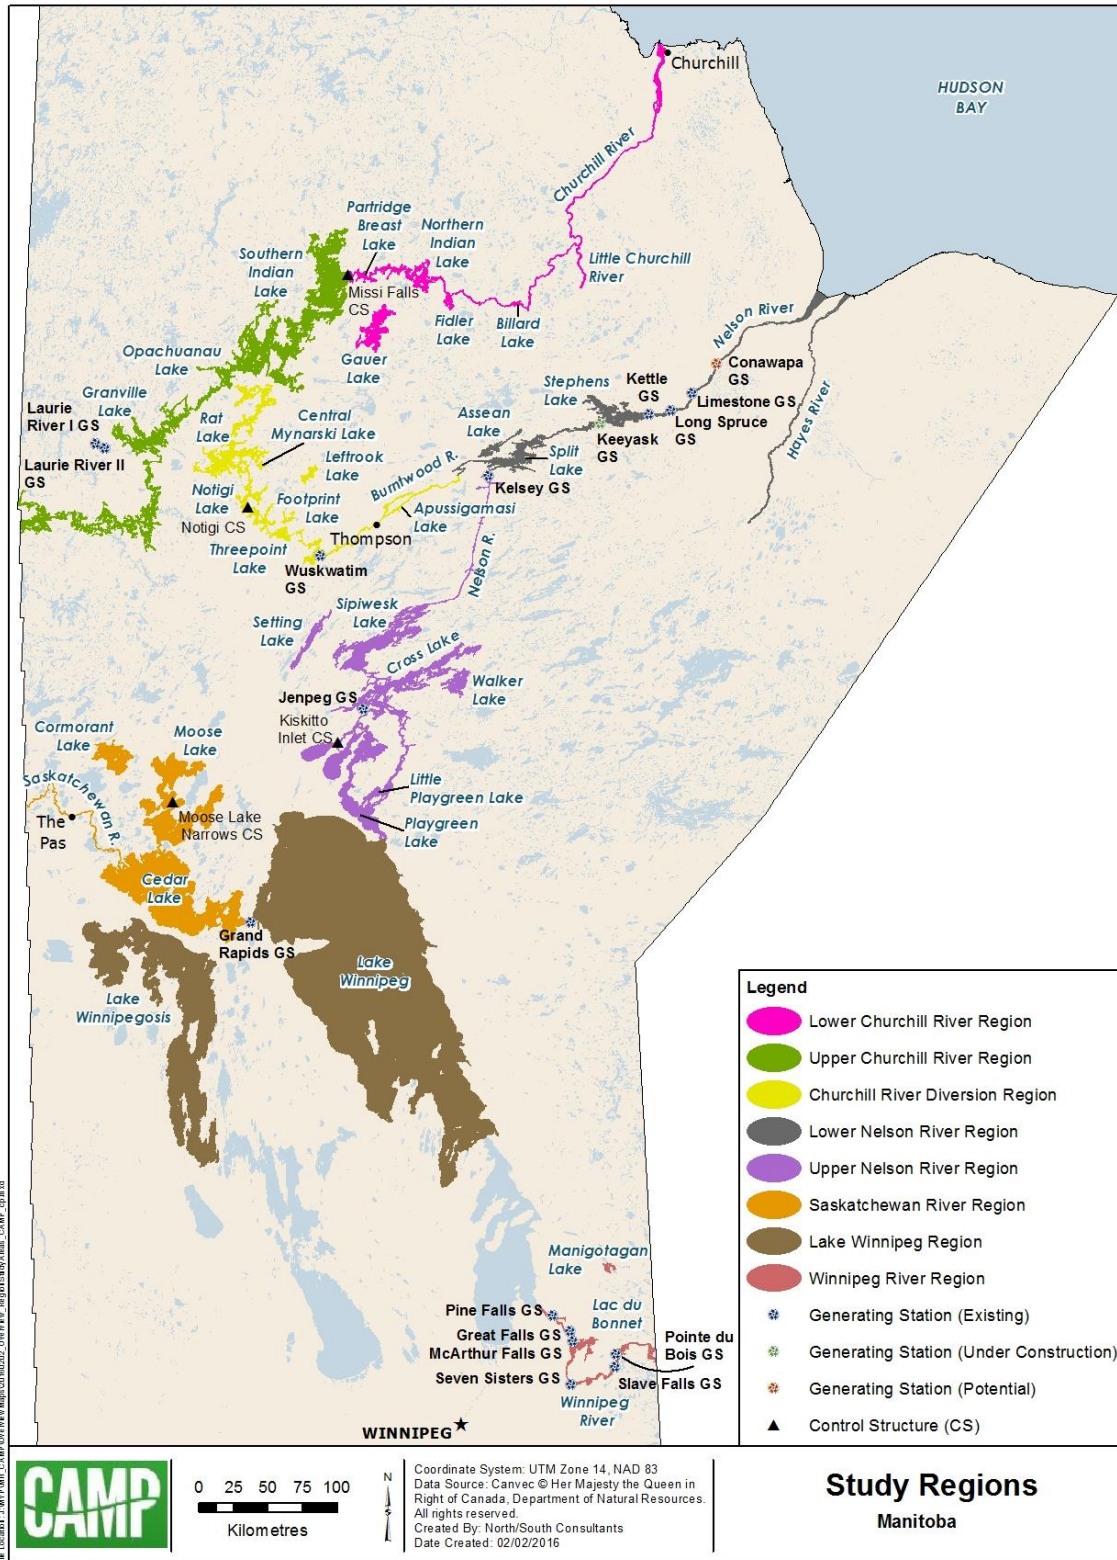 Churchill
HUDSON
BAY
Churchill River
Partridge
Breast
Lake
Northern
Indian
Lake
Southern
Indian
Lake
Little Churchill
River
Missi Falls
CS
Fidler
Lake
Billard
Lake
Gauer
Lake
Nelson River
Opachuanau
Lake
Granville
Lake
Conawapa
GS
Kettle
GS
Stephens
Lake
Limestone GS
Long Spruce
GS
Keeyask
GS
Hayes River
Laurie
River I GS
Laurie River II
GS
Rat
Lake
Central
Mynarski Lake
Leftrook
Lake
Assean
Lake
Split
Lake
Burntwood R.
Kelsey GS
Notigi
Lake
Notigi CS
Footprint
Lake
Apussigamasi
Lake
Thompson
Threepoint
Lake
Wuskwatim
GS
Nelson R.
Sipiwesk
Lake
Setting
Lake
Cross Lake
Walker
Lake
Jenpeg GS
Kiskitto
Inlet CS
Cormorant
Lake
Moose
Lake
Saskatchewan R.
The
Pas
Moose Lake
Narrows CS
Little
Playgreen Lake
Playgreen
Lake
Cedar
Lake
Grand
Rapids GS
Lake
Winnipeg
Lake
Winnipegosis
Manigotagan
Lake
Pine Falls GS
Lac du
Bonnet
Great Falls GS
McArthur Falls GS
Pointe du
Bois GS
Seven Sisters GS
Slave Falls GS
Winnipeg
River
WINNIPEG
Legend
Lower Churchill River Region
Upper Churchill River Region
Churchill River Diversion Region
Lower Nelson River Region
Upper Nelson River Region
Saskatchewan River Region
Lake Winnipeg Region
Winnipeg River Region
Generating Station (Existing)
Generating Station (Under Construction)
Generating Station (Potential)
Control Structure (CS)
CAMP
0 25 50 75 100
Kilometres
N
Coordinate System: UTM Zone 14, NAD 83
Data Source: Canvec © Her Majesty the Queen in
Right of Canada, Department of Natural Resources.
All rights reserved.
Created By: North/South Consultants
Date Created: 02/02/2016
Study Regions
Manitoba